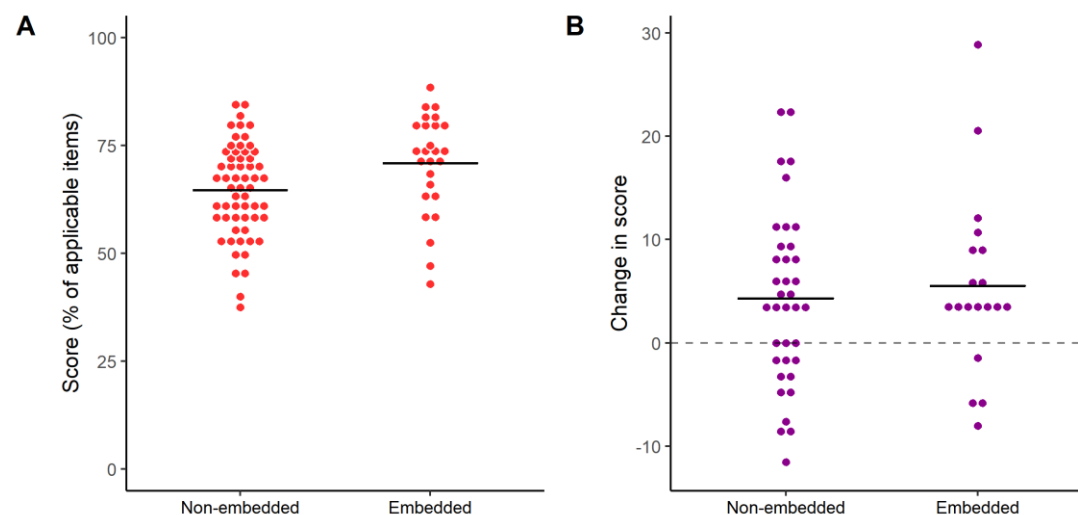 A
Score (% of applicable items)
100
75
50
25
0
Non-embedded
Embedded
B
Change in score
30
20
10
0
-10
Non-embedded
Embedded